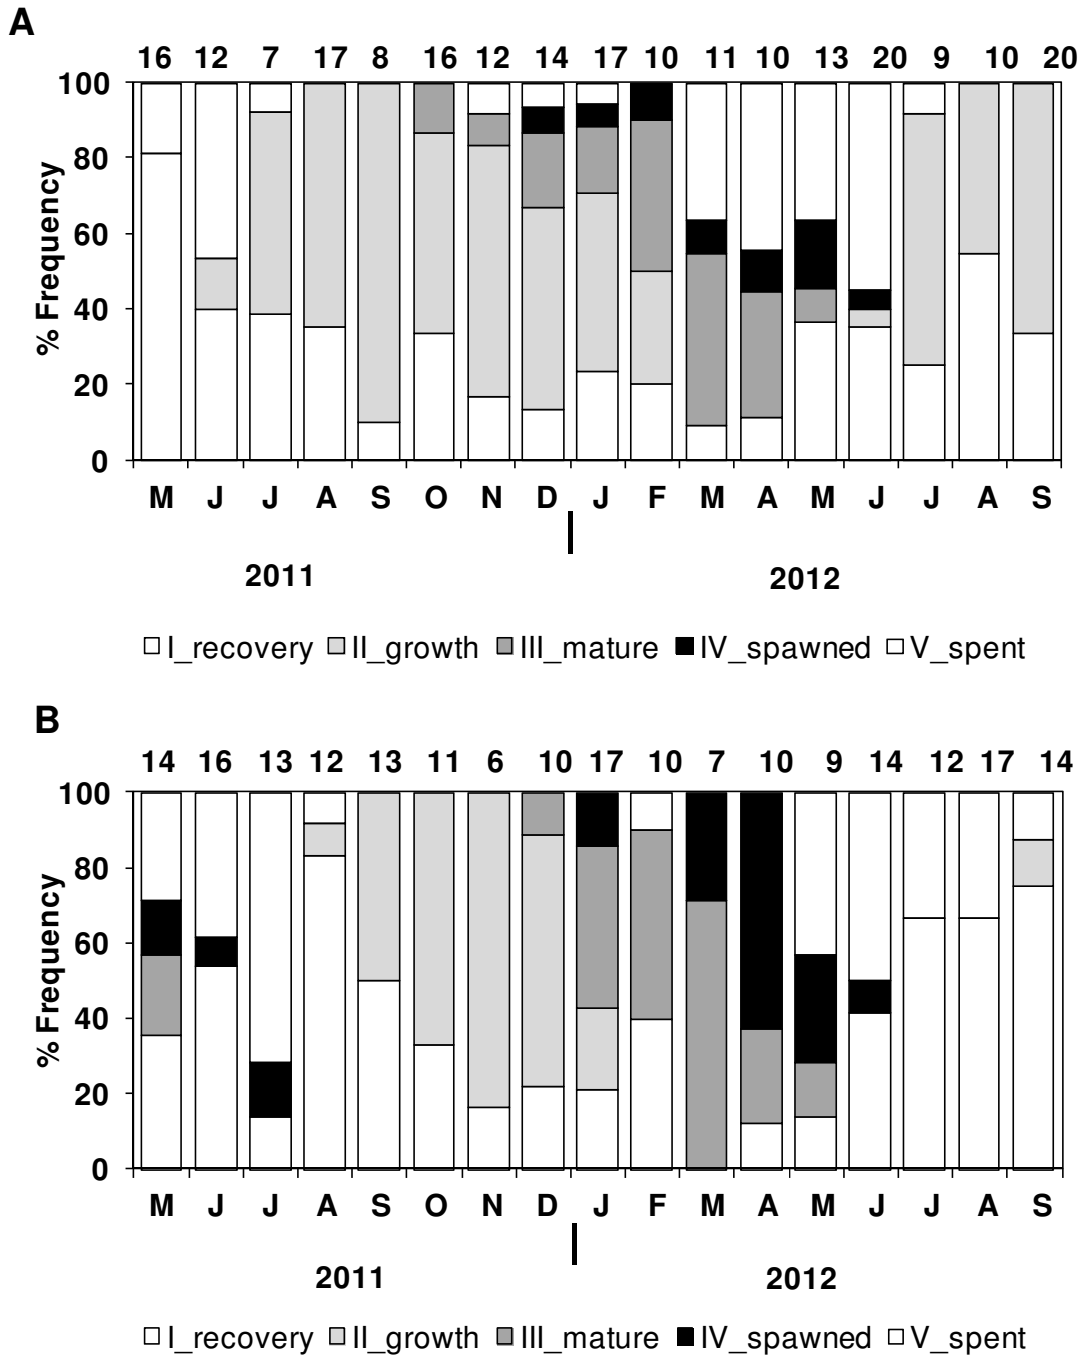 A
16 12 7 17 8 16 12 14 17 10 11 10 13 20 9 10 20
100
80
60
40
20
0
% Frequency
M J J A S O N D J F M A M J J A S
2011 2012
I_recovery II_growth III_mature IV_spawned V_spent
B
14 16 13 12 13 11 6 10 17 10 7 10 9 14 12 17 14
100
80
60
40
20
0
% Frequency
M J J A S O N D J F M A M J J A S
2011 2012
I_recovery II_growth III_mature IV_spawned V_spent